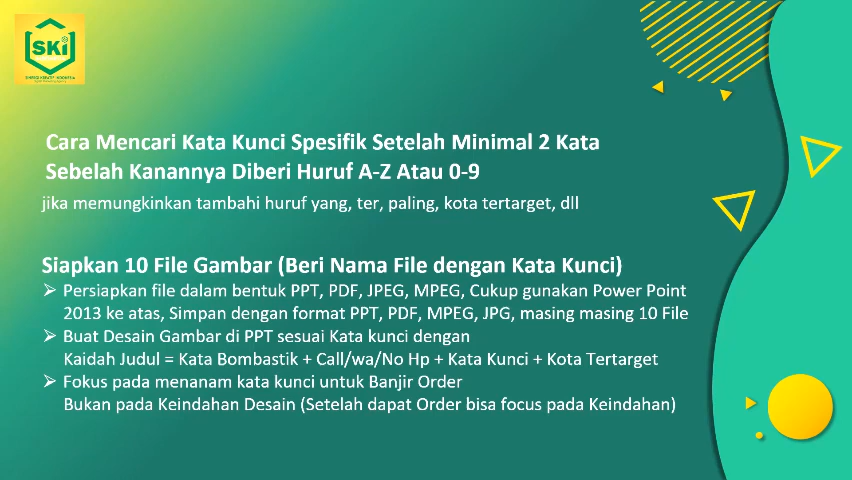 SKi
SINERGI KREATIF INDONESIA
Cara Mencari Kata Kunci Spesifik Setelah Minimal 2 Kata
Sebelah Kanannya Diberi Huruf A-Z Atau 0-9
jika memungkinkan tambahi huruf yang, ter, paling, kota tertarget, dll
Siapkan 10 File Gambar (Beri Nama File dengan Kata Kunci)
Persiapkan file dalam bentuk PPT, PDF, JPEG, MPEG, Cukup gunakan Power Point
2013 ke atas, Simpan dengan format PPT, PDF, MPEG, JPG, masing masing 10 File
Buat Desain Gambar di PPT sesuai Kata kunci dengan
Kaidah Judul = Kata Bombastik + Call/wa/No Hp + Kata Kunci + Kota Tertarget
Fokus pada menanam kata kunci untuk Banjir Order
Bukan pada Keindahan Desain (Setelah dapat Order bisa focus pada Keindahan)